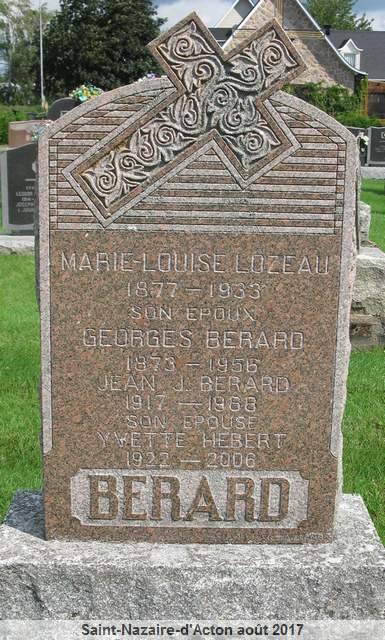 MARIE-LOUISE LOZEAU
1877 — 1933
SON EPOUX
GEORGES BERARD
1873 — 1956
JEAN J. BERARD
1917 — 1988
SON EPOUSE
YVETTE HEBERT
1922 — 2006
BERARD
Saint-Nazaire-d'Acton août 2017